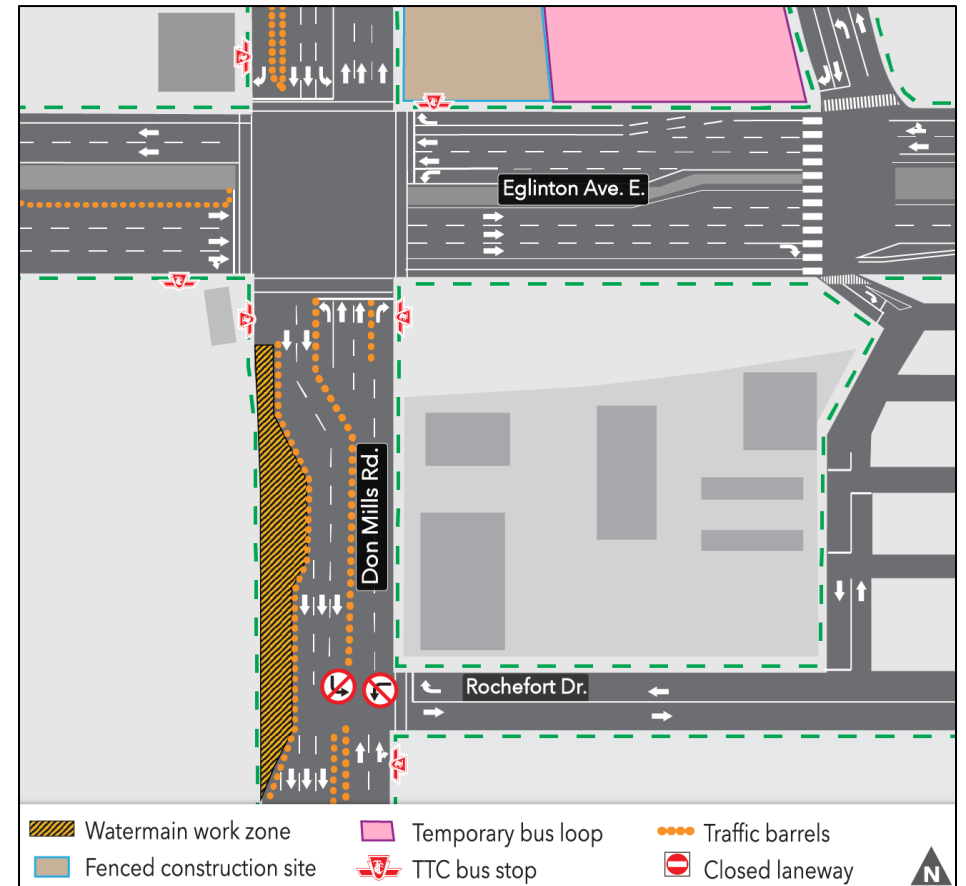 Eglinton Ave. E.
Don Mills Rd.
Rochefort Dr.
Watermain work zone
Temporary bus loop
Traffic barrels
Fenced construction site
TTC bus stop
Closed laneway
N